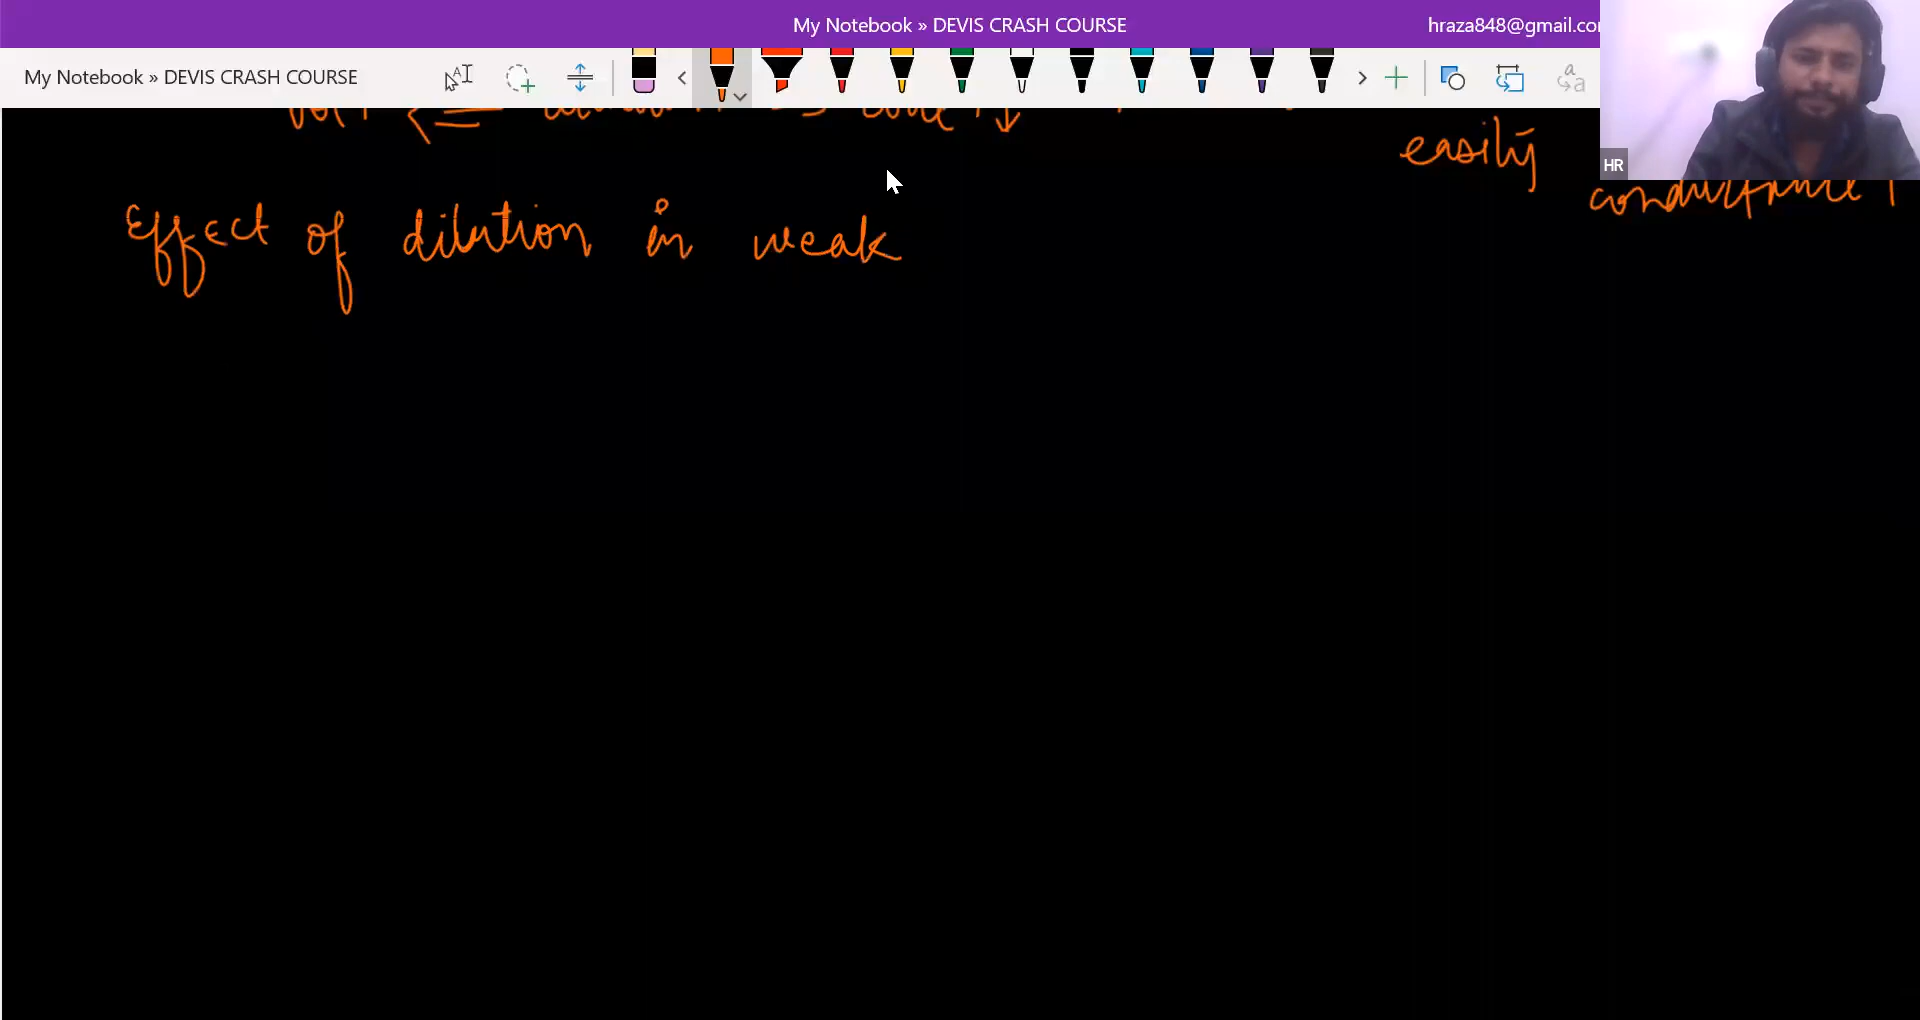 My Notebook » DEVIS CRASH COURSE
hraza848@gmail.co
My Notebook » DEVIS CRASH COURSE
easily
HR
conductance ↑
Effect of dilution in weak